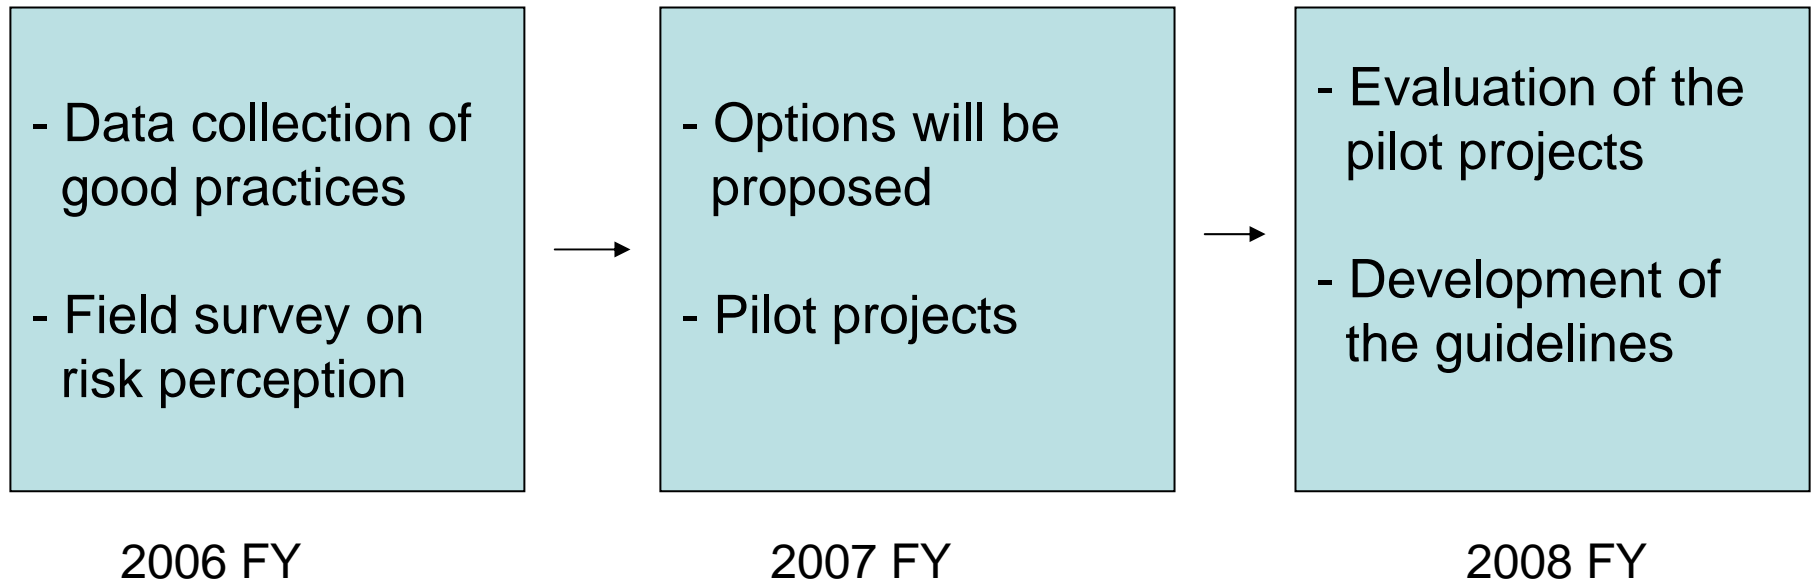 - Data collection of
good practices
- Field survey on
risk perception
2006 FY
- Options will be
proposed
- Pilot projects
2007 FY
- Evaluation of the
pilot projects
- Development of
the guidelines
2008 FY